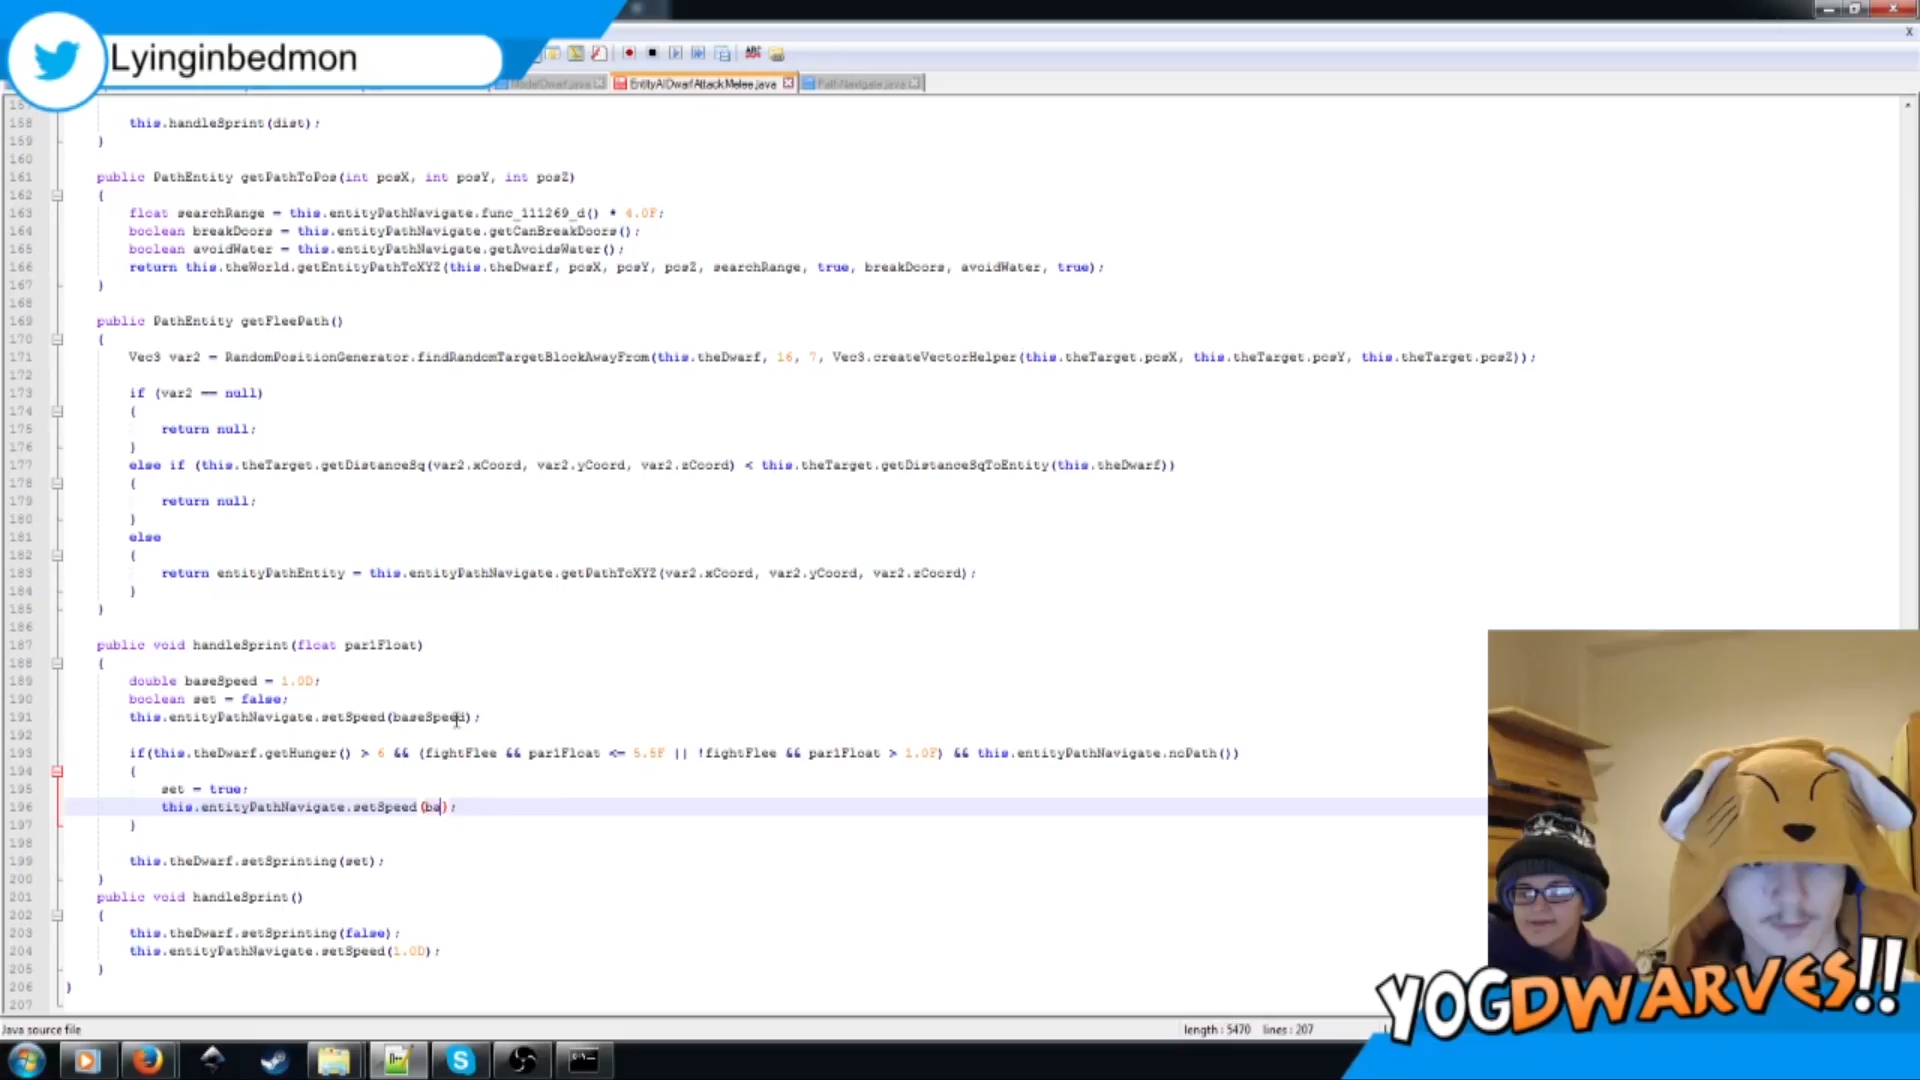 Lyinginbedmon
ModelDwarf.java
EntityAIDwarfAttackMelee.java
PathNavigate.java
157
158 this.handleSprint(dist);
159 }
160
161 public PathEntity getPathToPos(int posX, int posY, int posZ)
162 {
163 float searchRange = this.entityPathNavigate.func_111269_d() * 4.0F;
164 boolean breakDoors = this.entityPathNavigate.getCanBreakDoors();
165 boolean avoidWater = this.entityPathNavigate.getAvoidsWater();
166 return this.theWorld.getEntityPathToXYZ(this.theDwarf, posX, posY, posZ, searchRange, true, breakDoors, avoidWater, true);
167 }
168
169 public PathEntity getFleePath()
170 {
171 Vec3 var2 = RandomPositionGenerator.findRandomTargetBlockAwayFrom(this.theDwarf, 16, 7, Vec3.createVectorHelper(this.theTarget.posX, this.theTarget.posY, this.theTarget.posZ));
172
173 if (var2 == null)
174 {
175 return null;
176 }
177 else if (this.theTarget.getDistanceSq(var2.xCoord, var2.yCoord, var2.zCoord) < this.theTarget.getDistanceSqToEntity(this.theDwarf))
178 {
179 return null;
180 }
181 else
182 {
183 return entityPathEntity = this.entityPathNavigate.getPathToXYZ(var2.xCoord, var2.yCoord, var2.zCoord);
184 }
185 }
186
187 public void handleSprint(float par1Float)
188 {
189 double baseSpeed = 1.0D;
190 boolean set = false;
191 this.entityPathNavigate.setSpeed(baseSpeed);
192
193 if(this.theDwarf.getHunger() > 6 && (fightFlee && par1Float <= 5.5F || !fightFlee && par1Float > 1.0F) && this.entityPathNavigate.noPath())
194 {
195 set = true;
196 this.entityPathNavigate.setSpeed(ba);
197 }
198
199 this.theDwarf.setSprinting(set);
200 }
201 public void handleSprint()
202 {
203 this.theDwarf.setSprinting(false);
204 this.entityPathNavigate.setSpeed(1.0D);
205 }
206 }
207
YOGDWARVES!!
Java source file
length : 5470 lines : 207